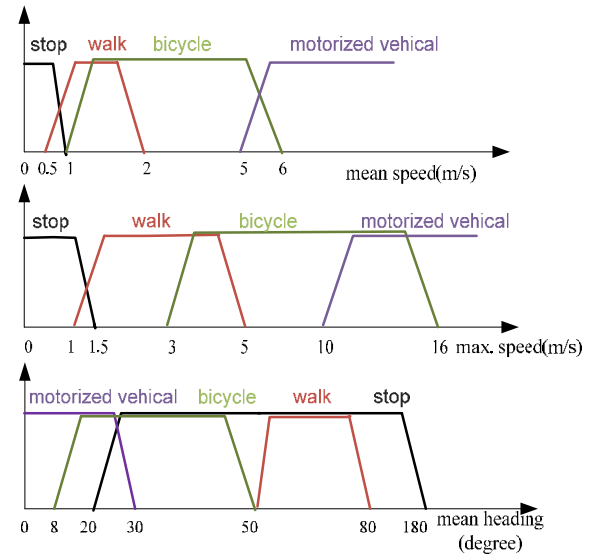 stop walk bicycle motorized vehical
0 0.5 1 2 5 6
mean speed(m/s)
stop walk bicycle motorized vehical
0 1 1.5 3 5 10 16 max. speed(m/s)
motorized vehical bicycle walk stop
0 8 20 30 50 80 180 mean heading
(degree)